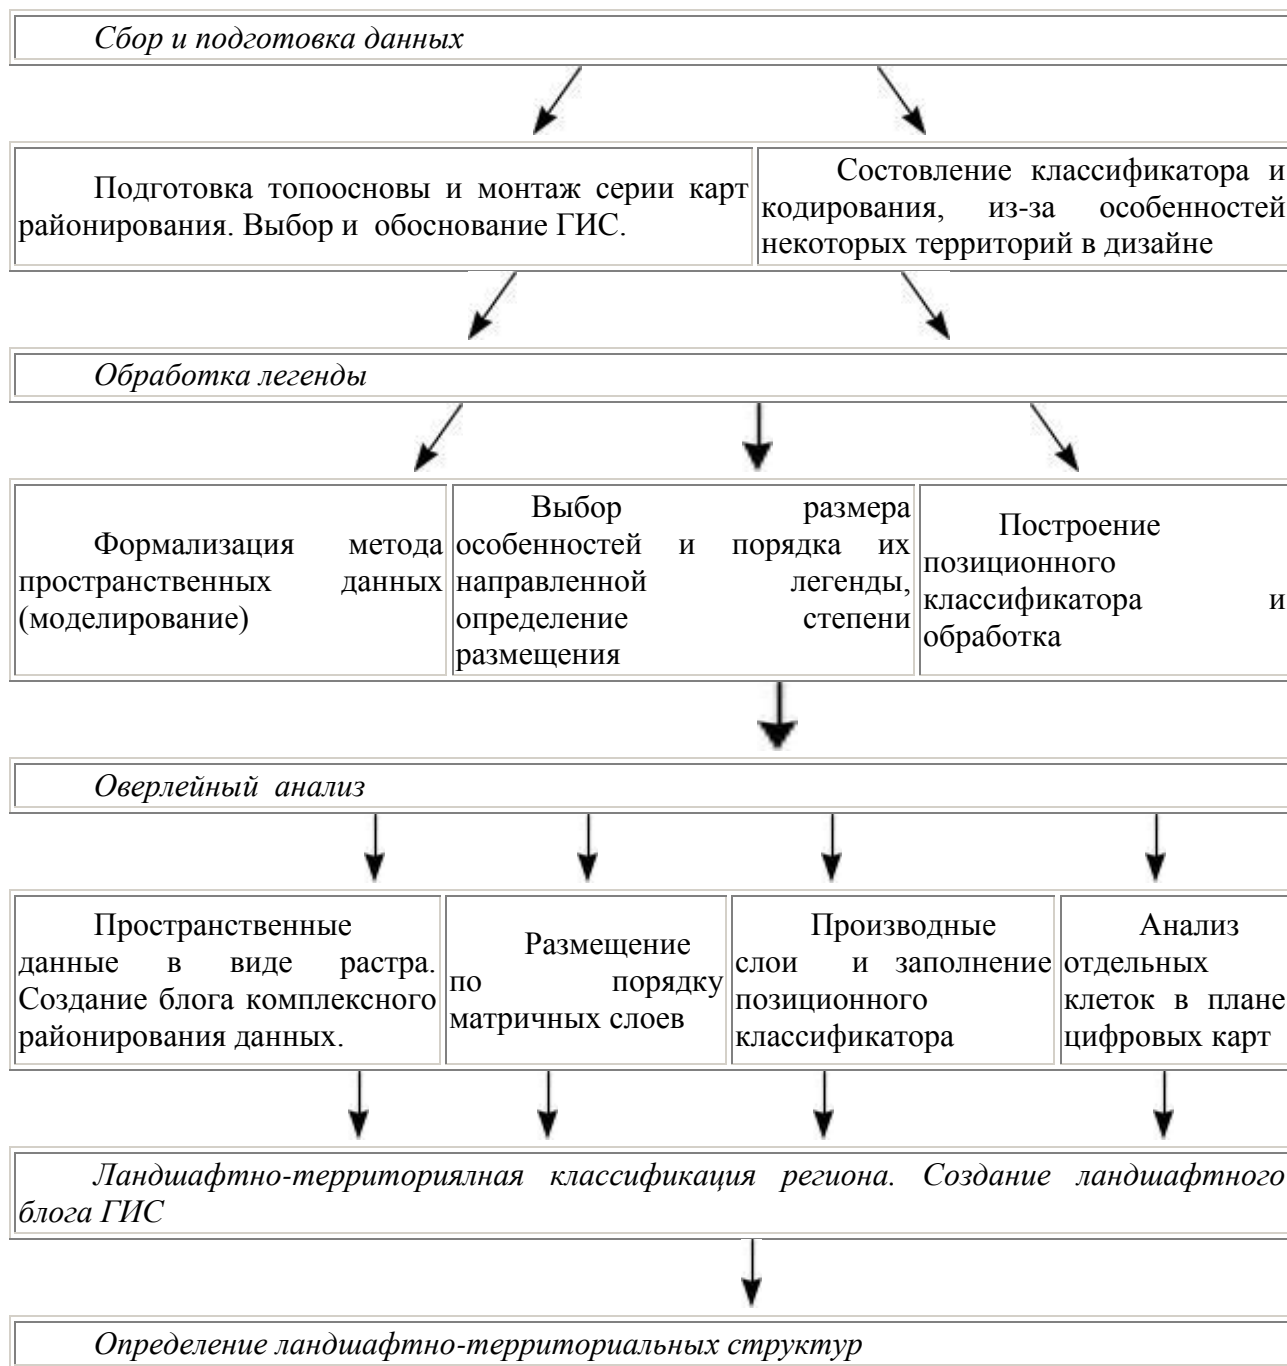 Сбор и подготовка данных
Подготовка топоосновы и монтаж серии карт
районирования. Выбор и обоснование ГИС.
Состовление классификатора и
кодирования, из-за особенностей
некоторых территорий в дизайне
Обработка легенды
Формализация метода
пространственных данных
(моделирование)
Выбор размера
особенностей и порядка их
направленной легенды,
определение степени
размещения
Построение
позиционного
классификатора и
обработка
Оверлейный анализ
Пространственные
данные в виде растра.
Создание блога комплексного
районирования данных.
Размещение
по порядку
матричных слоев
Производные
слои и заполнение
позиционного
классификатора
Анализ
отдельных
клеток в плане
цифровых карт
Ландшафтно-территориялная классификация региона. Создание ландшафтного
блога ГИС
Определение ландшафтно-территориальных структур